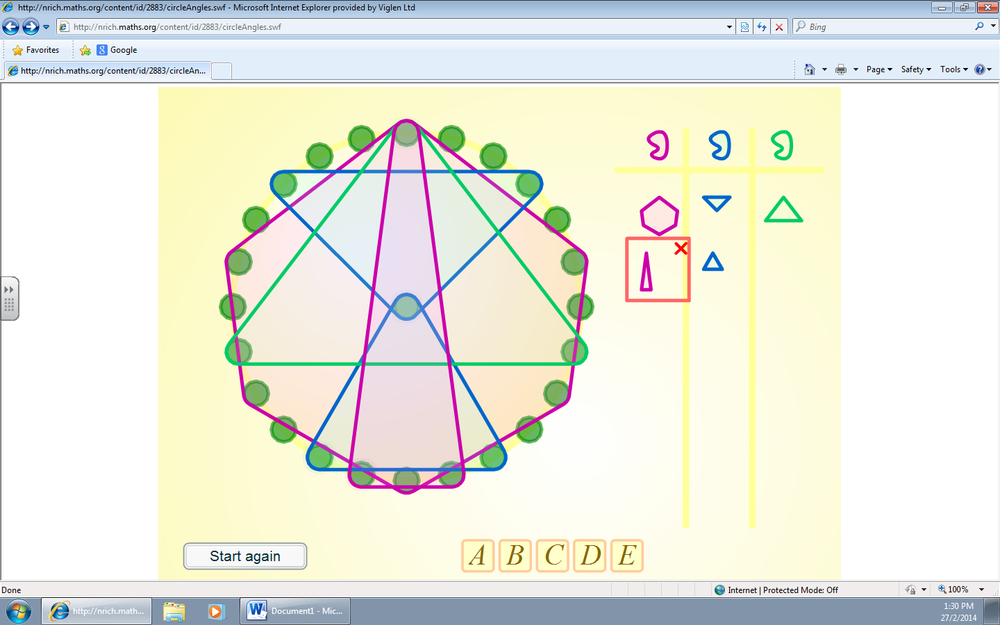 http://nrich.maths.org/content/id/2883/circleAngles.swf - Microsoft Internet Explorer provided by Viglen Ltd
http://nrich.maths.org/content/id/2883/circleAngles.swf
Bing
Favorites
Google
http://nrich.maths.org/content/id/2883/circleAn...
Page
Safety
Tools
Start again
A B C D E
Done
Internet | Protected Mode: Off
100%
http://nrich.math...
Document1 - Mic...
1:30 PM
27/2/2014